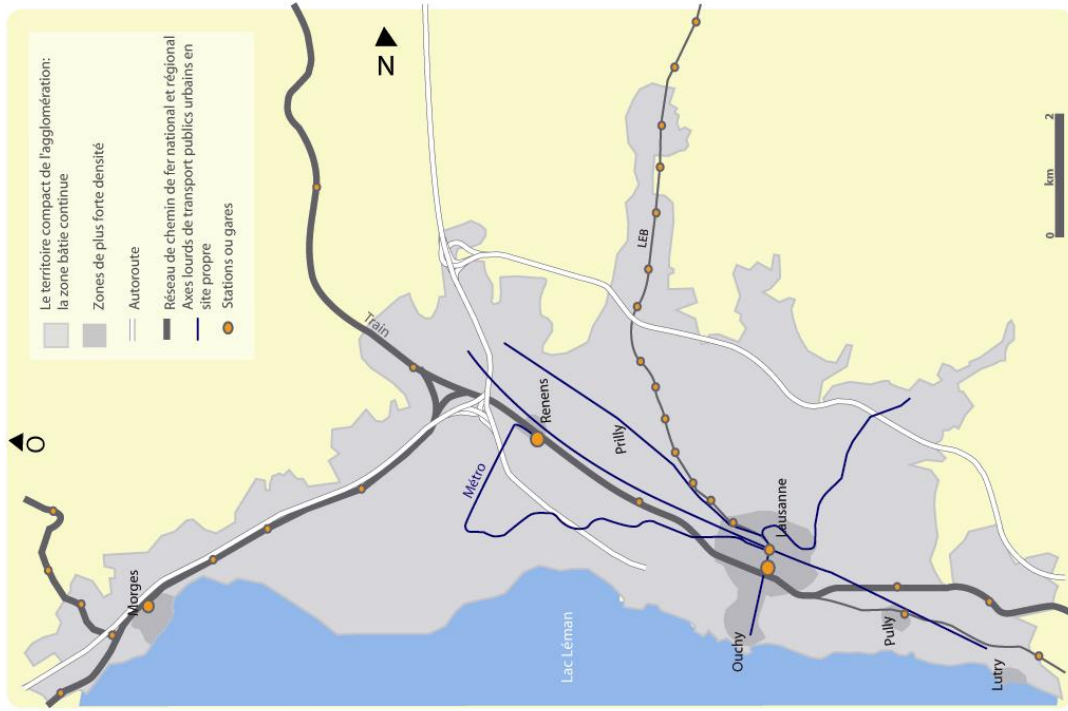 Le territoire compact de l'agglomération:
la zone bâtie continue
Zones de plus forte densité
Autoroute
Réseau de chemin de fer national et régional
Axes lourds de transport publics urbains en
site propre
Stations ou gares
N
O
Train
LEB
Renens
Prilly
Métro
Morges
Lausanne
Lac Léman
Ouchy
Pully
Lutry
0 km 2